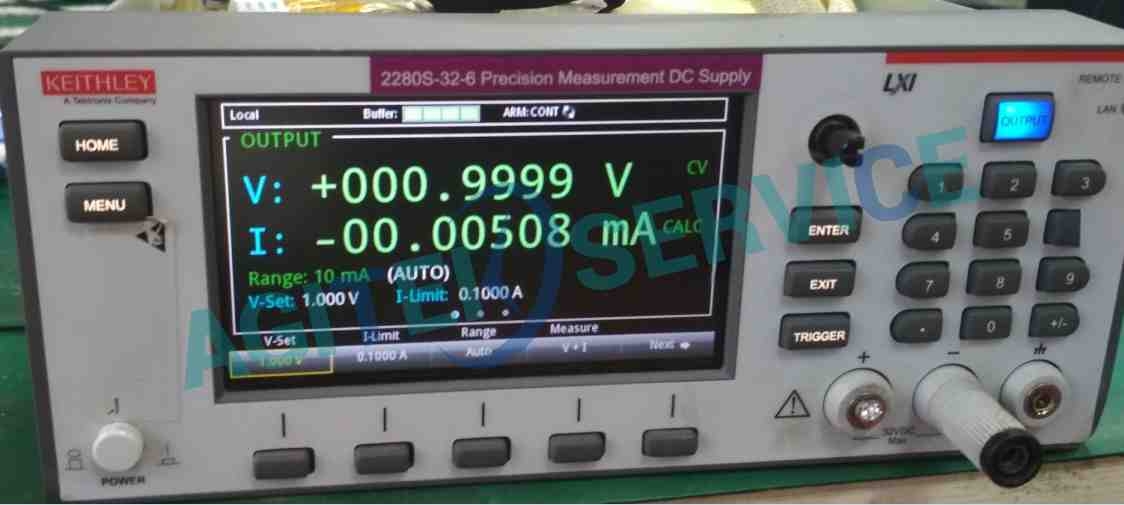 KEITHLEY
A Tektronix Company
2280S-32-6 Precision Measurement DC Supply
LXI
REMOTE
LAN
HOME
MENU
Local Buffer: ARM: CONT
OUTPUT
V: +000.9999 V CV
I: -00.00508 mA CALC
Range: 10 mA (AUTO)
V-Set: 1.000 V I-Limit: 0.1000 A
V-Set I-Limit Range Measure
1.000 V 0.1000 A Auto V + I Next
OUTPUT
1 2 3
ENTER
4 5
EXIT
7 8 9
TRIGGER
. 0 +/-
+ -
32VDC
Max
POWER
AGITEK SERVICE